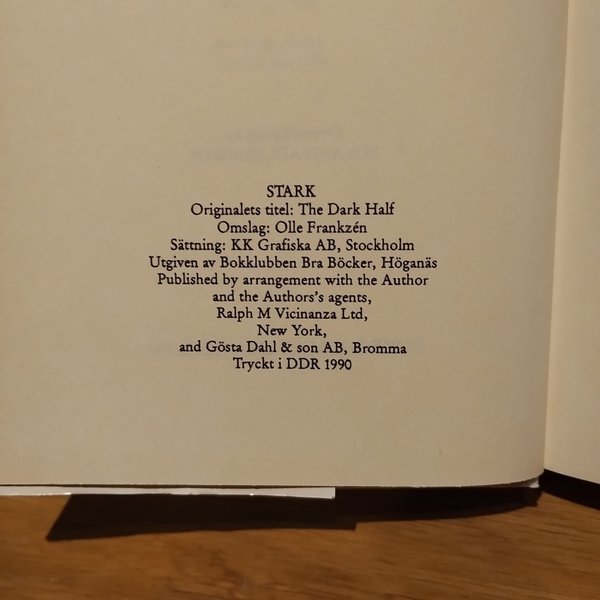 STARK
Originalets titel: The Dark Half
Omslag: Olle Frankzén
Sättning: KK Grafiska AB, Stockholm
Utgiven av Bokklubben Bra Böcker, Höganäs
Published by arrangement with the Author
and the Authors's agents,
Ralph M Vicinanza Ltd,
New York,
and Gösta Dahl & son AB, Bromma
Tryckt i DDR 1990